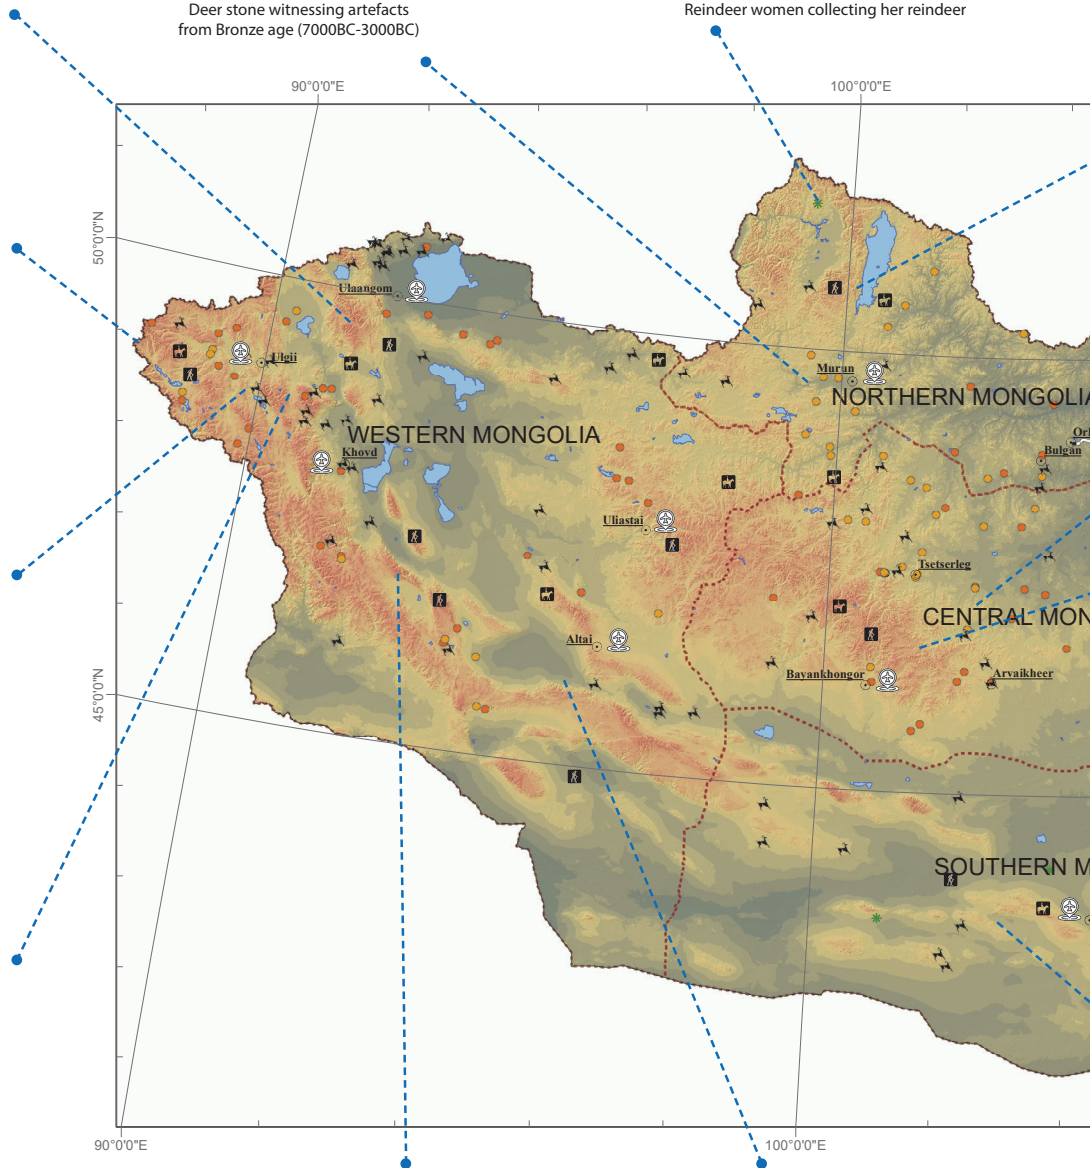 Deer stone witnessing artefacts
from Bronze age (7000BC-3000BC)
Reindeer women collecting her reindeer
90°0'0"E
100°0'0"E
50°0'0"N
Ulaangom
Ulgii
Muran
NORTHERN MONGOLIA
WESTERN MONGOLIA
Orl
Bulgan
Khovd
Uliastai
Tsetserleg
CENTRAL MON
Altai
Bayankhongor
Arvaikheer
45°0'0"N
SOUTHERN M
90°0'0"E
100°0'0"E